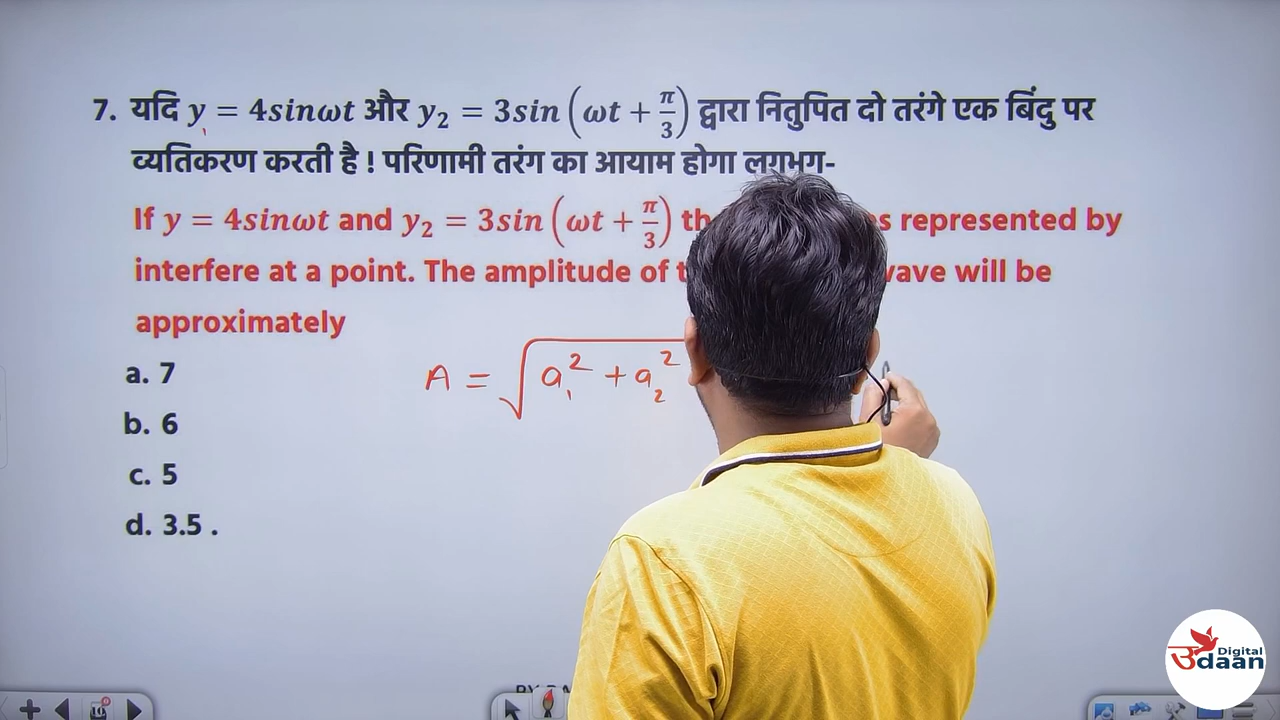 7. यदि y = 4sinωt और y₂ = 3sin (ωt + π/3) द्वारा नितुपित दो तरंगे एक बिंदु पर
व्यतिकरण करती है ! परिणामी तरंग का आयाम होगा लगभग-
If y = 4sinωt and y₂ = 3sin (ωt + π/3) represented by
interfere at a point. The amplitude of wave will be
approximately
a. 7
A = √a₁² + a₂²
b. 6
c. 5
d. 3.5 .
Digital
उdaan